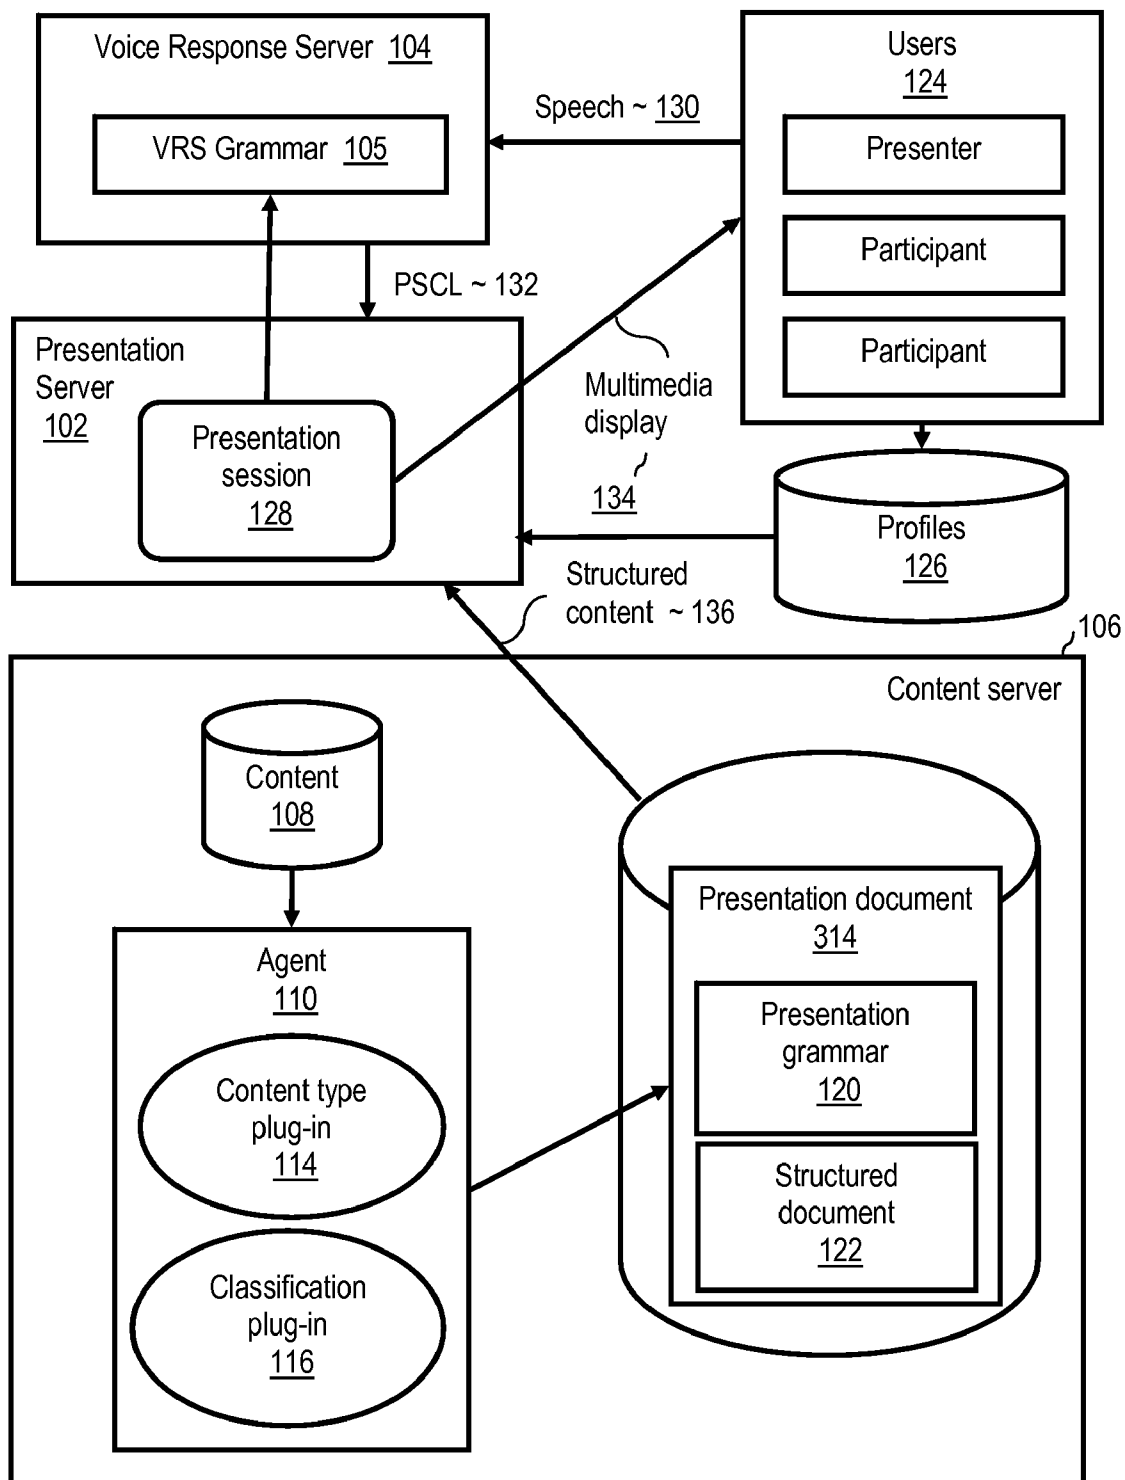 Voice Response Server 104
VRS Grammar 105
Speech ~ 130
Users
124
Presenter
Participant
Participant
PSCL ~ 132
Presentation
Server
102
Presentation
session
128
Multimedia
display
134
Profiles
126
Structured
content ~ 136
106
Content server
Content
108
Agent
110
Content type
plug-in
114
Classification
plug-in
116
Presentation document
314
Presentation
grammar
120
Structured
document
122